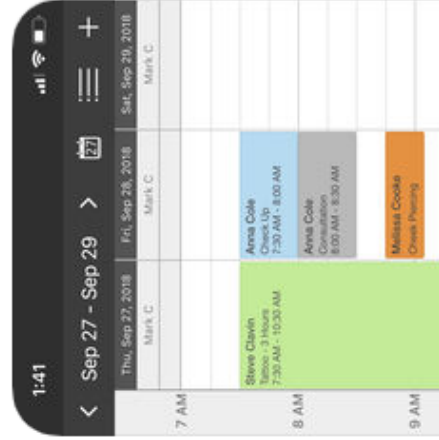 1:41
Sep 27 - Sep 29
27
Thu, Sep 27, 2018
Fri, Sep 28, 2018
Sat, Sep 29, 2018
Mark C
Mark C
Mark C
7 AM
8 AM
9 AM
Steve Clavin
Tattoo - 3 Hours
7:30 AM - 10:30 AM
Anna Cole
Check Up
7:30 AM - 8:00 AM
Anna Cole
Consultation
8:00 AM - 8:30 AM
Melissa Cooke
Cheek Piercing